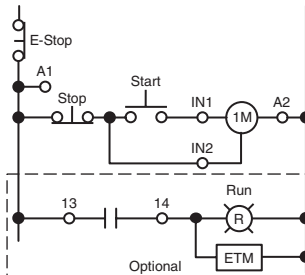 E-Stop
A1
Stop
Start
IN1
1M
A2
IN2
13
14
Run
R
ETM
Optional